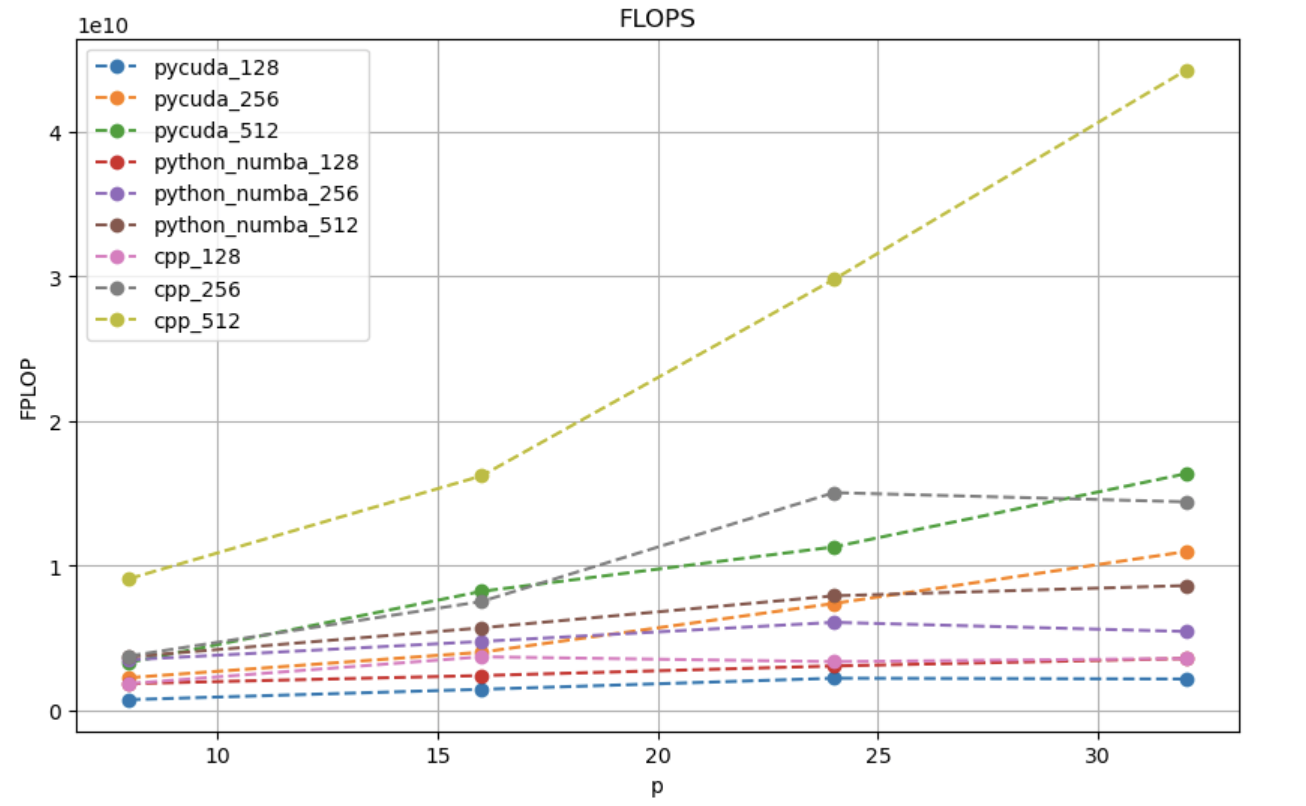 FLOPS
1e10
pycuda_128
pycuda_256
pycuda_512
python_numba_128
python_numba_256
python_numba_512
cpp_128
cpp_256
cpp_512
4
3
2
1
0
FPLOP
10 15 20 25 30
p